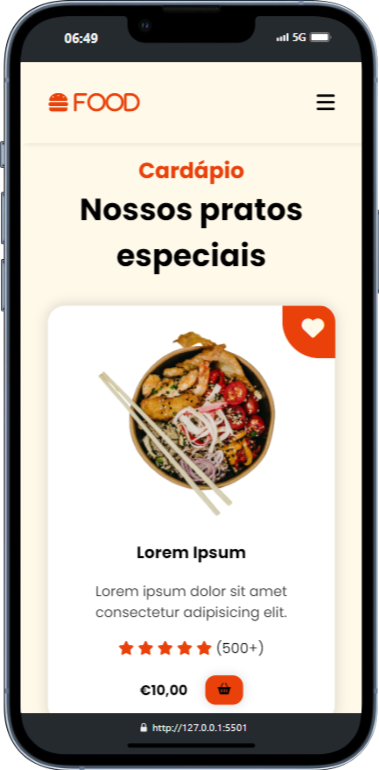 06:49
5G
FOOD
Cardápio
Nossos pratos
especiais
Lorem Ipsum
Lorem ipsum dolor sit amet
consectetur adipisicing elit.
(500+)
€10,00
http://127.0.0.1:5501